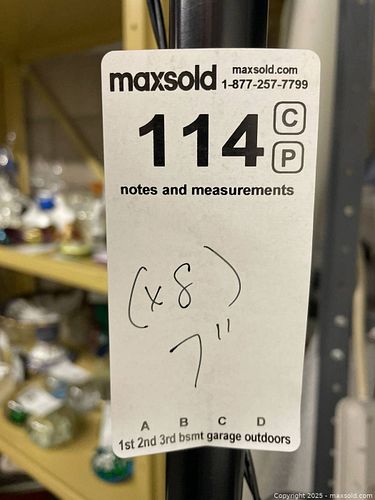 maxsold maxsold.com
1-877-257-7799
114 C
P
notes and measurements
(x8)
7"
A B C D
1st 2nd 3rd bsmt garage outdoors
Copyright 2025 - maxsold.com